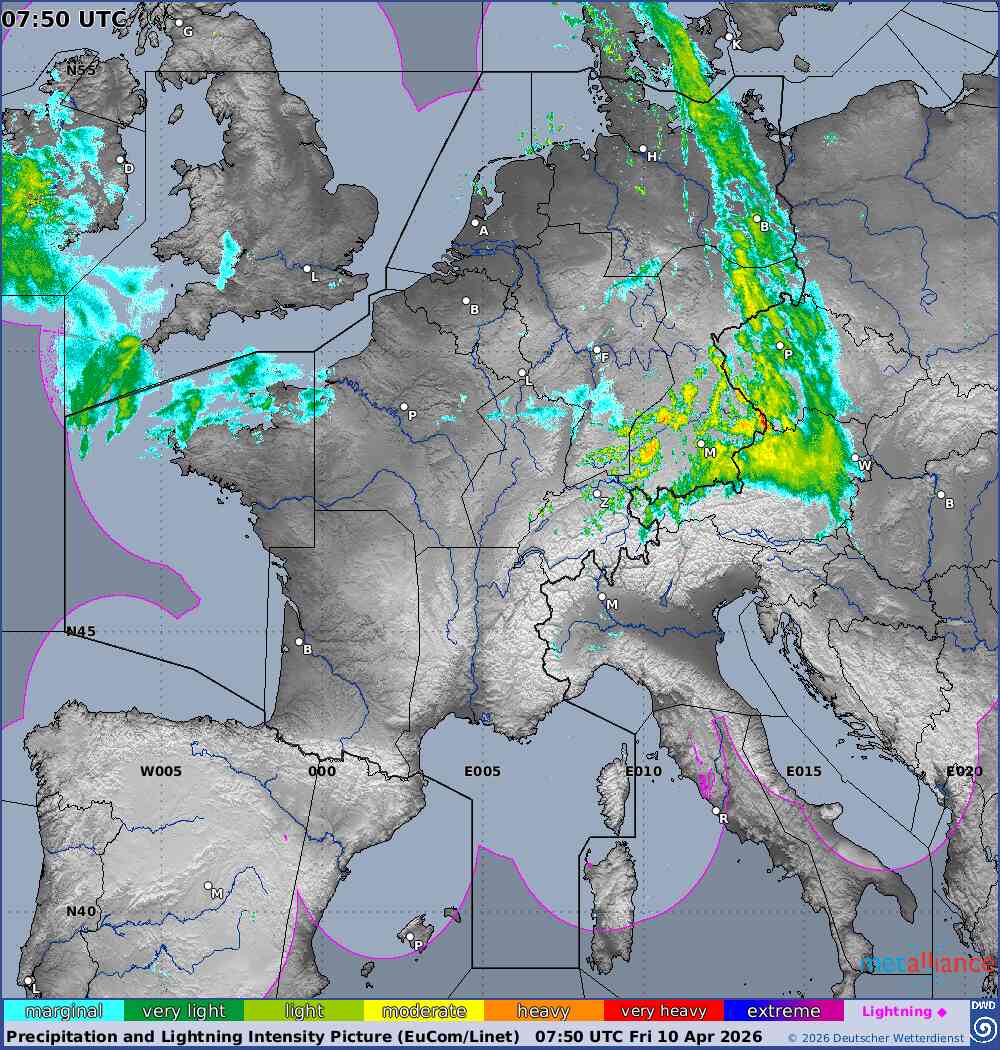 07:50 UTC
G
K
N55
D
H
B
A
L
B
P
F
L
P
M
W
Z
B
M
N45
B
W005
000
E005
E010
E015
E020
R
M
N40
P
L
metalliance
marginal
very light
light
moderate
heavy
very heavy
extreme
Lightning
DWD
Precipitation and Lightning Intensity Picture (EuCom/Linet) 07:50 UTC Fri 10 Apr 2026 © 2026 Deutscher Wetterdienst